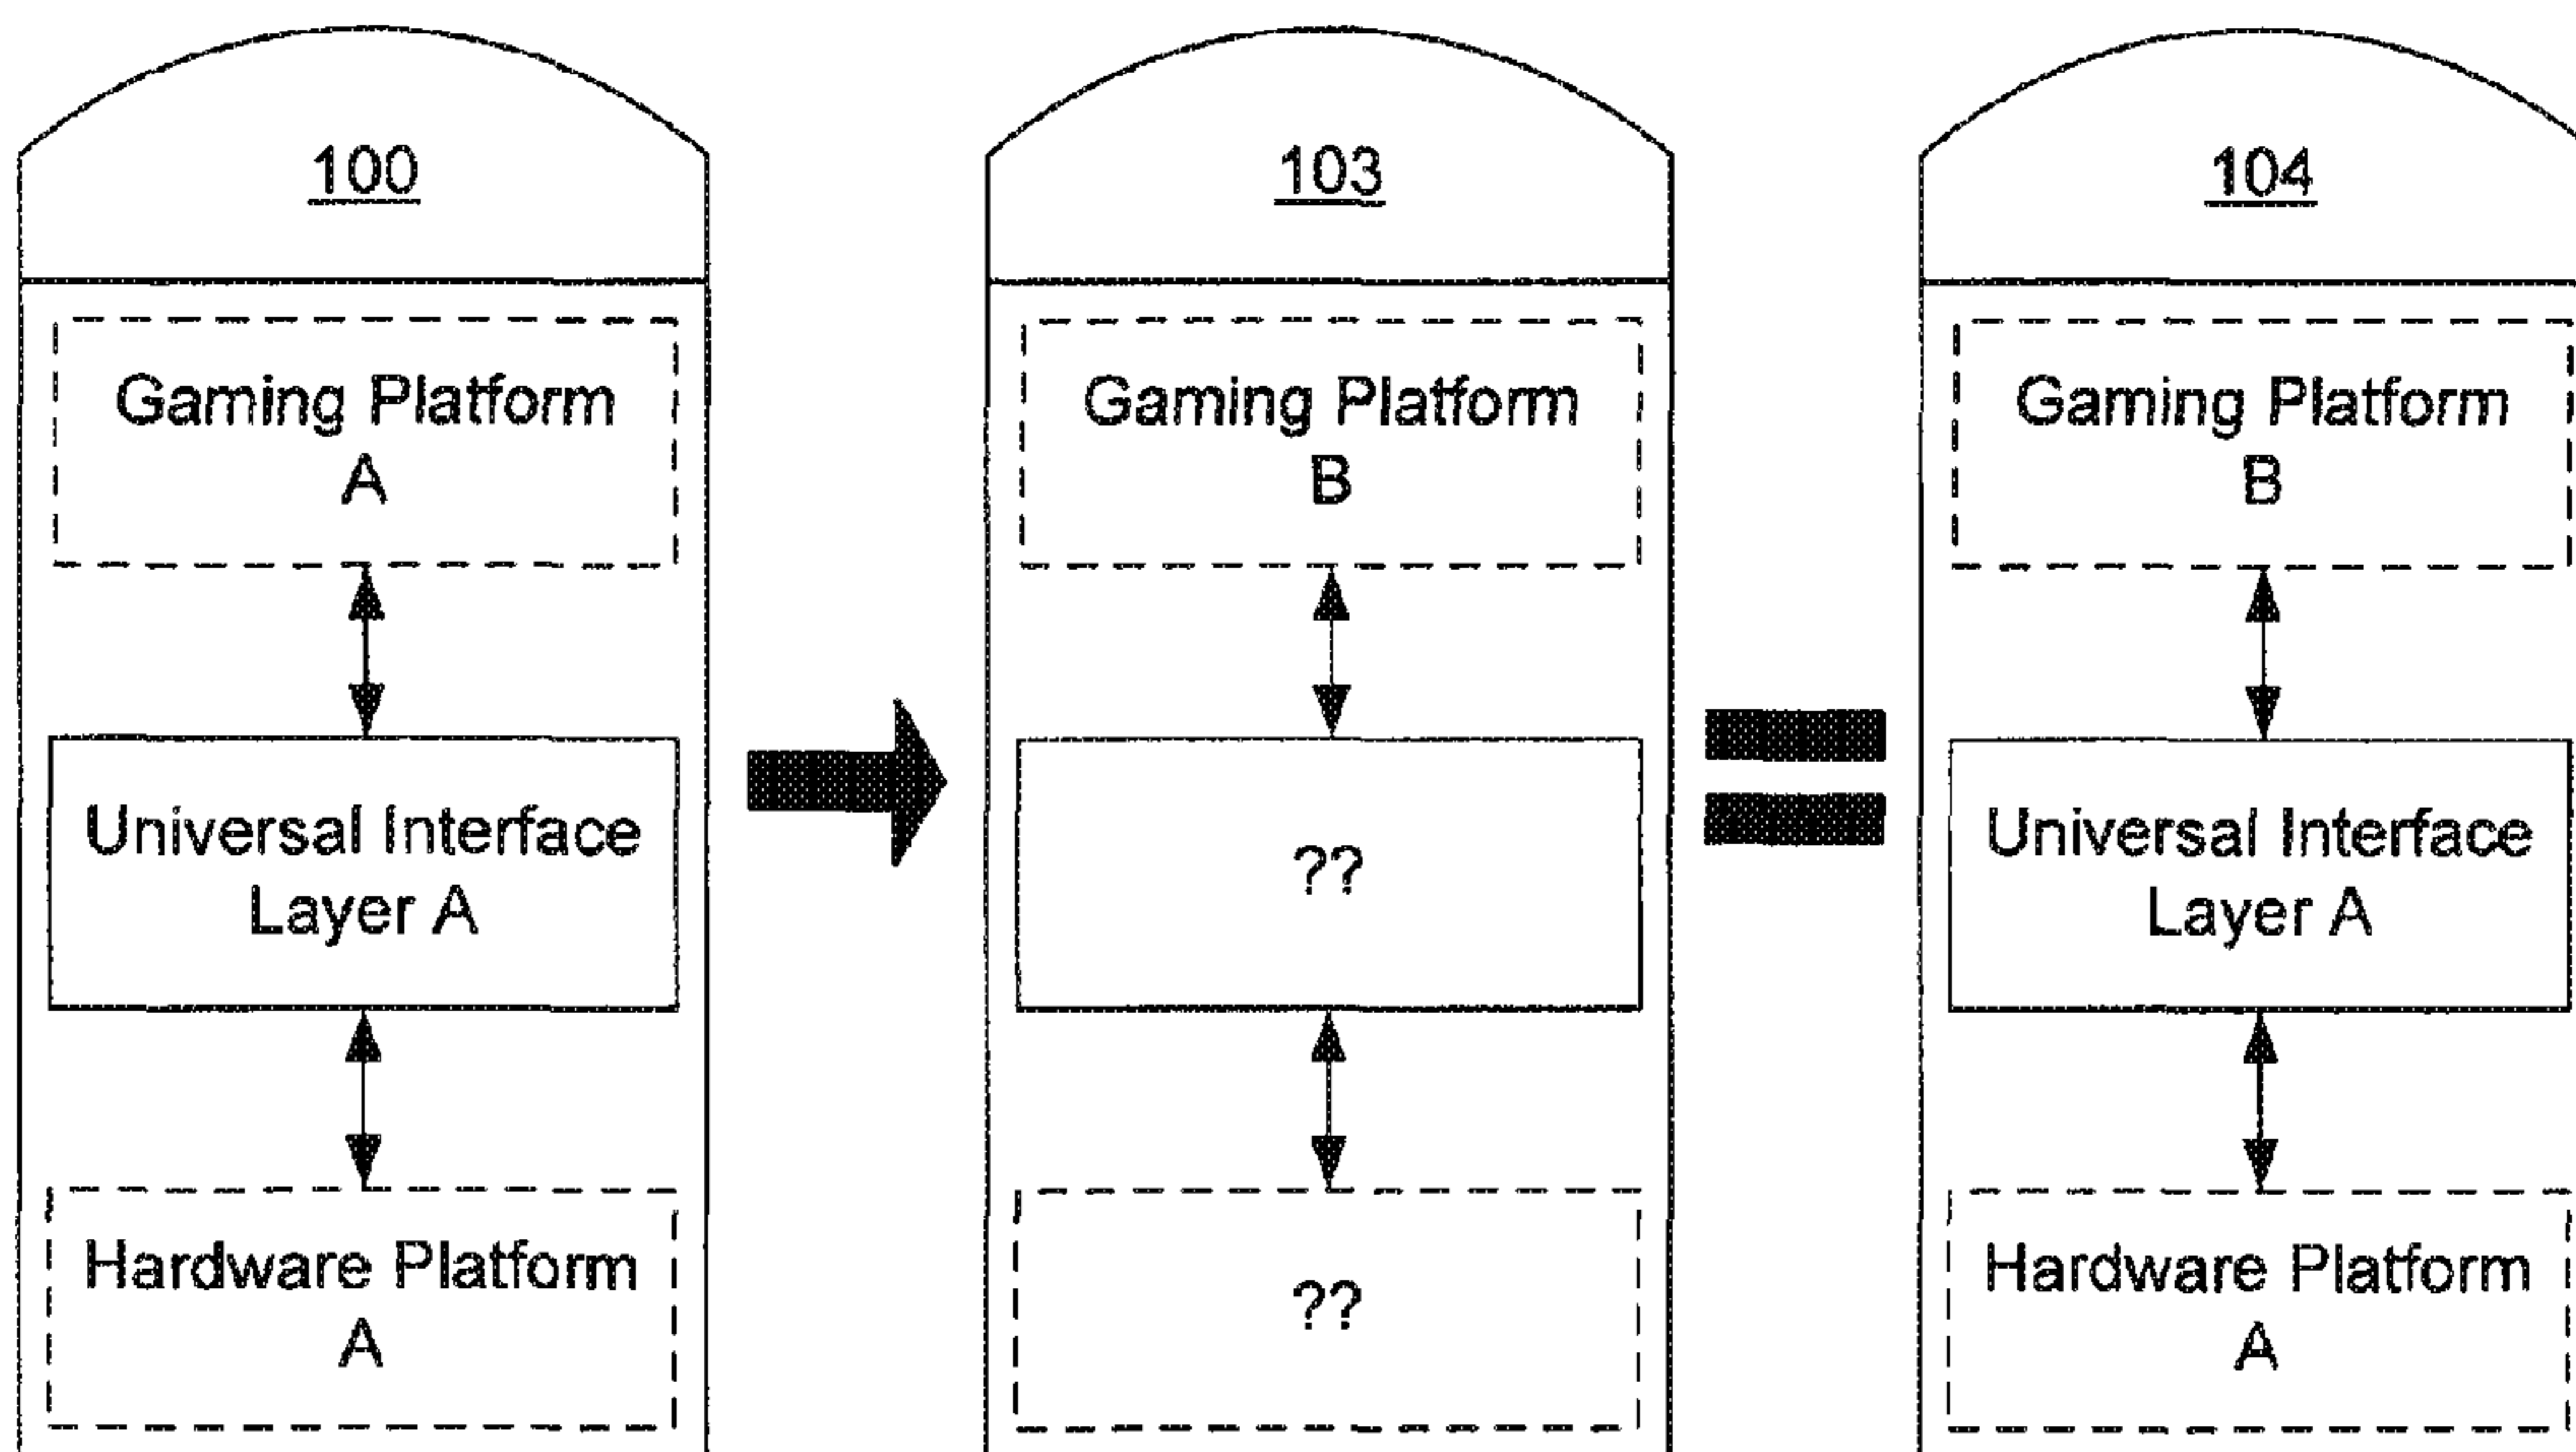 100
Gaming Platform
A
Universal Interface
Layer A
Hardware Platform
A
103
Gaming Platform
B
??
??
104
Gaming Platform
B
Universal Interface
Layer A
Hardware Platform
A